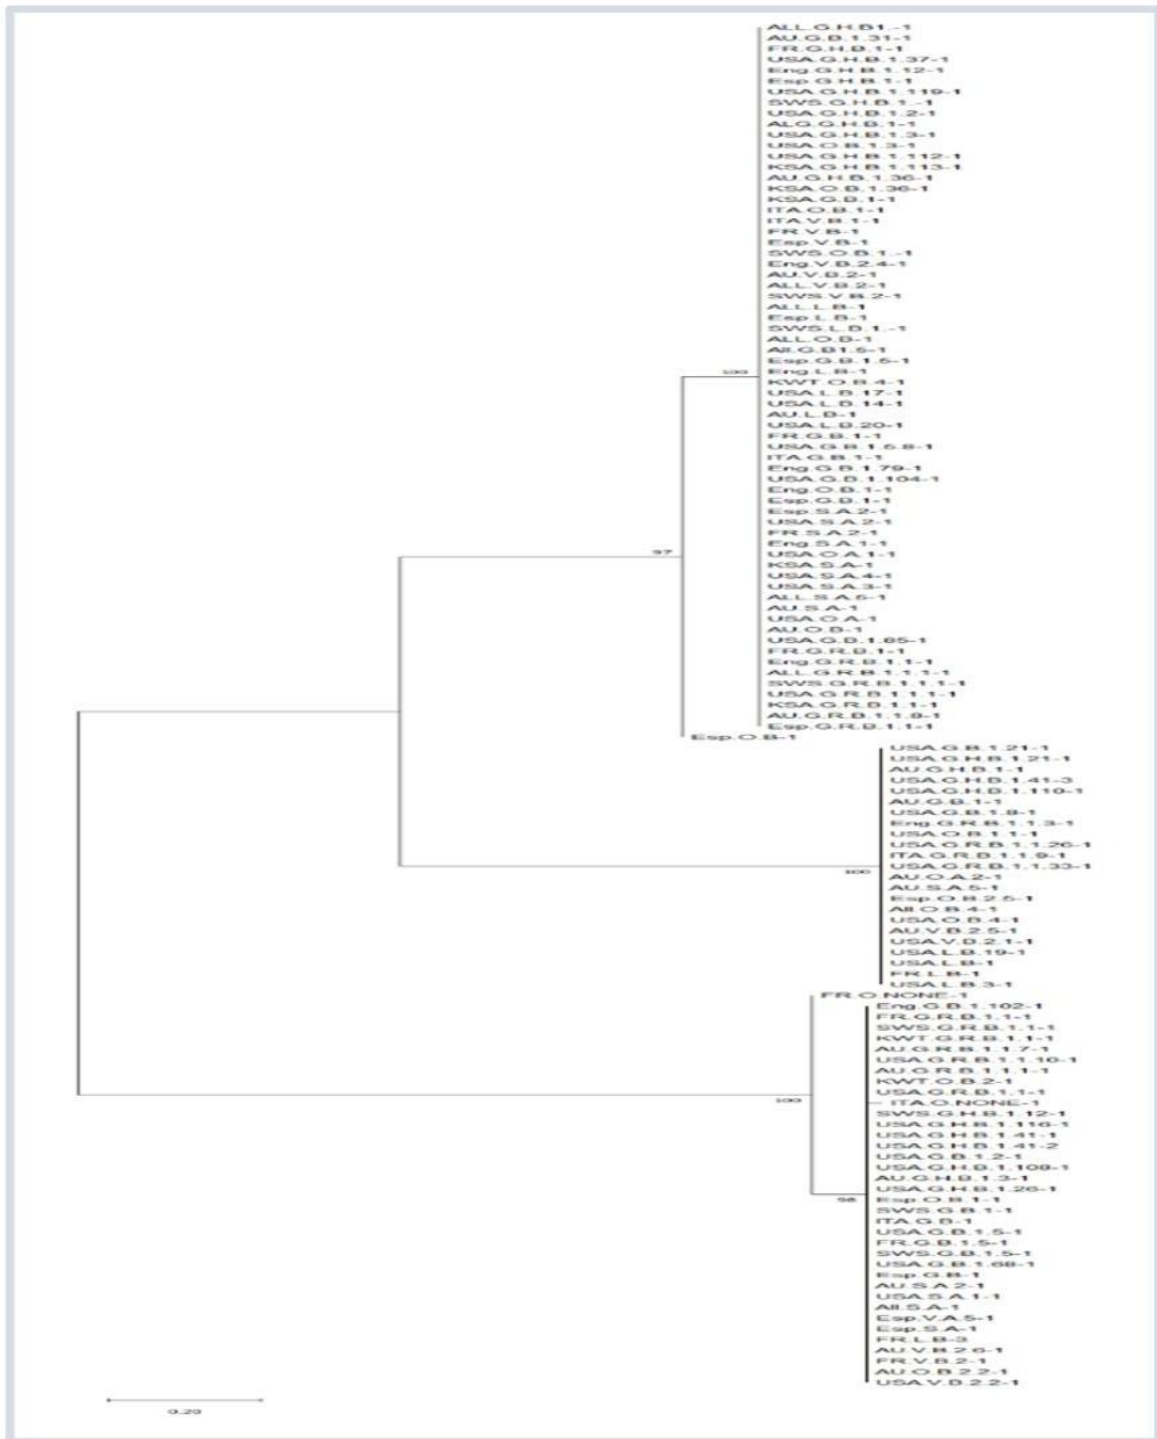 ALL.G.H.B1.-1
AU.G.B.1.31-1
FR.G.H.B.1-1
USA.G.H.B.1.37-1
Eng.G.H.B.1.12-1
Esp.G.H.B.1-1
USA.G.H.B.1.119-1
SWS.G.H.B.1.-1
USA.G.H.B.1.2-1
ALG.G.H.B.1-1
USA.G.H.B.1.3-1
USA.O.B.1.3-1
USA.G.H.B.1.112-1
KSA.G.H.B.1.113-1
AU.G.H.B.1.36-1
KSA.O.B.1.36-1
KSA.G.B.1-1
ITA.O.B.1-1
ITA.V.B.1-1
FR.V.B-1
Esp.V.B-1
SWS.O.B.1.-1
Eng.V.B.2.4-1
AU.V.B.2-1
ALL.V.B.2-1
SWS.V.B.2-1
ALL.L.B-1
Esp.L.B-1
SWS.L.B.1.-1
ALL.O.B-1
All.G.B1.5-1
Esp.G.B.1.5-1
100
Eng.L.B-1
KWT.O.B.4-1
USA.L.B.17-1
USA.L.B.14-1
AU.L.B-1
USA.L.B.20-1
FR.G.B.1-1
USA.G.B.1.5.8-1
ITA.G.B.1-1
Eng.G.B.1.79-1
USA.G.B.1.104-1
Eng.O.B.1-1
Esp.G.B.1-1
Esp.S.A.2-1
USA.S.A.2-1
FR.S.A.2-1
Eng.S.A.1-1
97
USA.O.A.1-1
KSA.S.A-1
USA.S.A.4-1
USA.S.A.3-1
ALL.S.A.5-1
AU.S.A-1
USA.O.A-1
AU.O.B-1
USA.G.B.1.85-1
FR.G.R.B.1-1
Eng.G.R.B.1.1-1
ALL.G.R.B.1.1.1-1
SWS.G.R.B.1.1.1-1
USA.G.R.B.1.1.1-1
KSA.G.R.B.1.1-1
AU.G.R.B.1.1.9-1
Esp.G.R.B.1.1-1
Esp.O.B-1
USA.G.B.1.21-1
USA.G.H.B.1.21-1
AU.G.H.B.1-1
USA.G.H.B.1.41-3
USA.G.H.B.1.110-1
AU.G.B.1-1
USA.G.B.1.8-1
Eng.G.R.B.1.1.3-1
USA.O.B.1.1-1
USA.G.R.B.1.1.26-1
ITA.G.R.B.1.1.9-1
USA.G.R.B.1.1.33-1
100
AU.O.A.2-1
AU.S.A.5-1
Esp.O.B.2.5-1
All.O.B.4-1
USA.O.B.4-1
AU.V.B.2.5-1
USA.V.B.2.1-1
USA.L.B.19-1
USA.L.B-1
FR.L.B-1
USA.L.B.3-1
FR.O.NONE-1
Eng.G.B.1.102-1
FR.G.R.B.1.1-1
SWS.G.R.B.1.1-1
KWT.G.R.B.1.1-1
AU.G.R.B.1.1.7-1
USA.G.R.B.1.1.10-1
AU.G.R.B.1.1.1-1
KWT.O.B.2-1
USA.G.R.B.1.1-1
100
ITA.O.NONE-1
SWS.G.H.B.1.12-1
USA.G.H.B.1.116-1
USA.G.H.B.1.41-1
USA.G.H.B.1.41-2
USA.G.B.1.2-1
USA.G.H.B.1.108-1
AU.G.H.B.1.3-1
USA.G.H.B.1.26-1
98
Esp.O.B.1-1
SWS.G.B.1-1
ITA.G.B-1
USA.G.B.1.5-1
FR.G.B.1.5-1
SWS.G.B.1.5-1
USA.G.B.1.68-1
Esp.G.B-1
AU.S.A.2-1
USA.S.A.1-1
All.S.A-1
Esp.V.A.5-1
Esp.S.A-1
FR.L.B-3
AU.V.B.2.6-1
FR.V.B.2-1
AU.O.B.2.2-1
USA.V.B.2.2-1
0.20